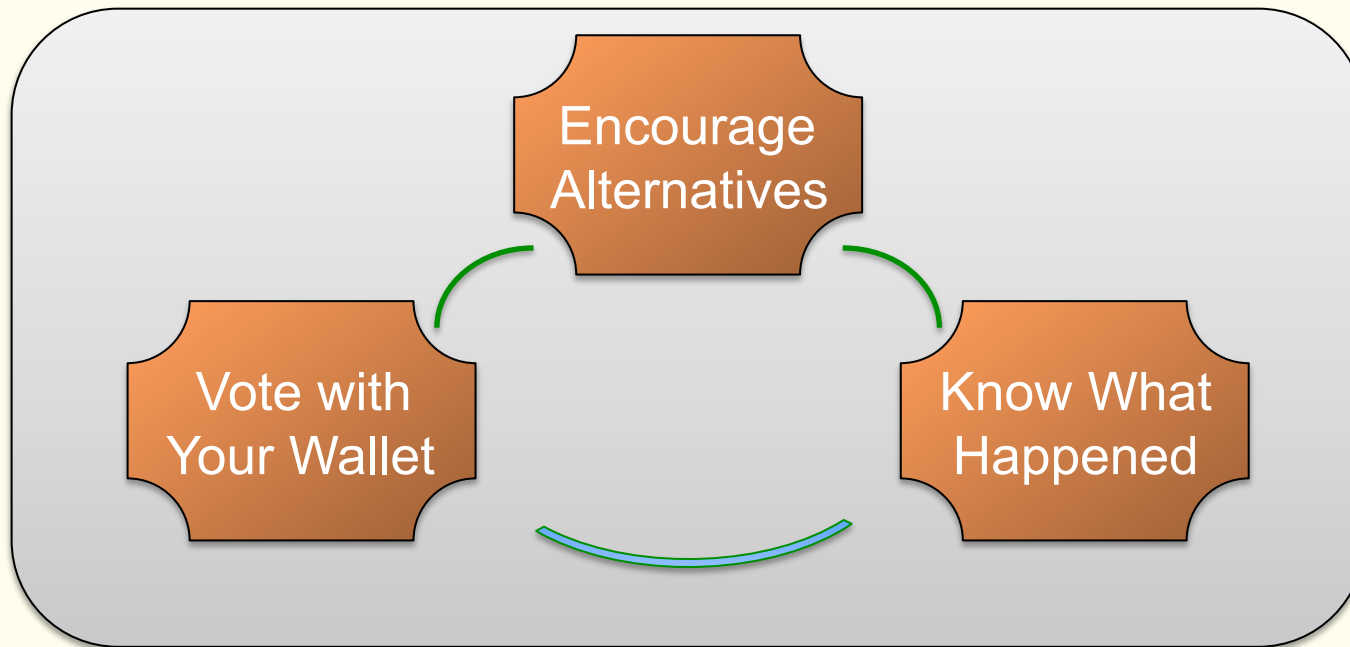 Encourage
Alternatives
Vote with
Your Wallet
Know What
Happened